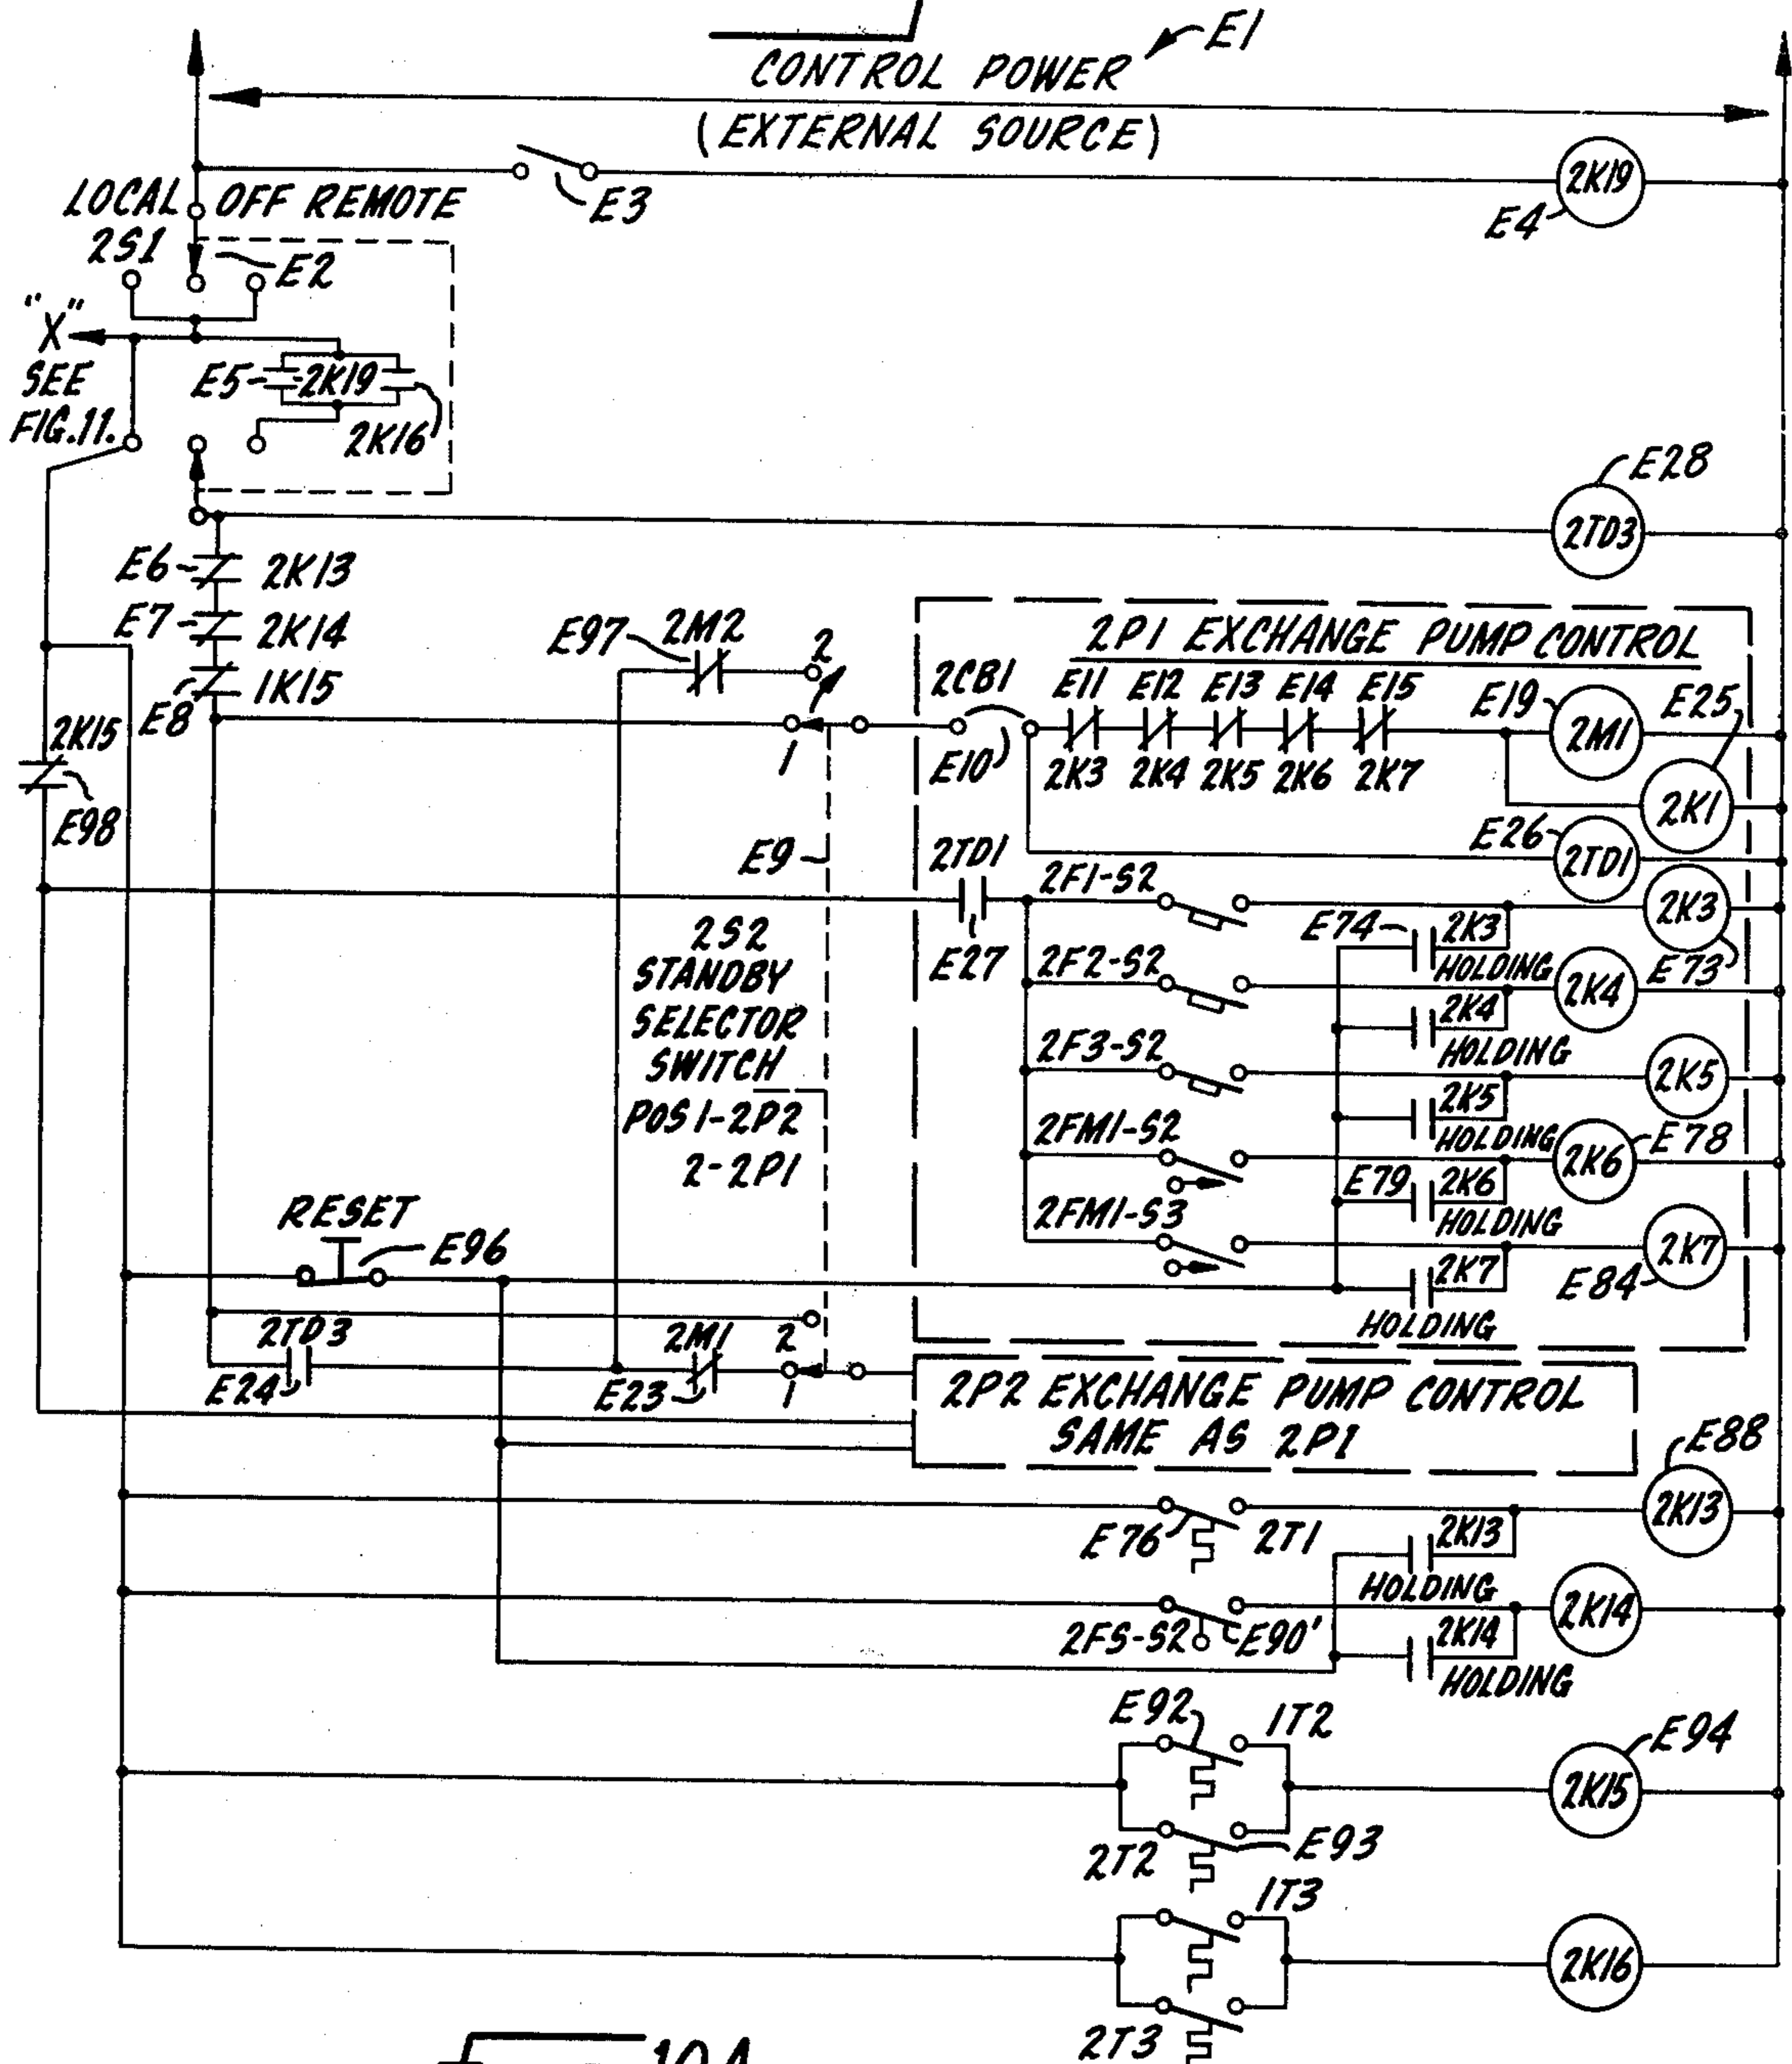 E1
CONTROL POWER
(EXTERNAL SOURCE)
E3
2K19
E4
LOCAL OFF REMOTE
2S1
E2
"X"
SEE
FIG.11.
E5
2K19
2K16
E28
2TD3
E6 2K13
E7 2K14
E8 1K15
E97 2M2 2
1
2P1 EXCHANGE PUMP CONTROL
2CB1 E11 E12 E13 E14 E15 E19 E25
E10 2K3 2K4 2K5 2K6 2K7 2M1
2K1
E26 2TD1
2K15
E98
E9
2TD1
E27
2F1-S2
E74 2K3
HOLDING
2K3
E73
2S2
STANDBY
SELECTOR
SWITCH
POS 1-2P2
2-2P1
2F2-S2
2K4
2K4
HOLDING
2F3-S2
2K5
2K5
HOLDING
2FM1-S2
2K6
E78
E79 2K6
HOLDING
2FM1-S3
2K7
E84
2K7
HOLDING
RESET
E96
2TD3
E24
2M1 2
E23 1
2P2 EXCHANGE PUMP CONTROL
SAME AS 2P1
E88
2K13
E76 2T1
2K13
HOLDING
2K14
2FS-S2 E90'
2K14
HOLDING
E92 1T2
E94
2K15
2T2 E93
1T3
2K16
2T3
10A